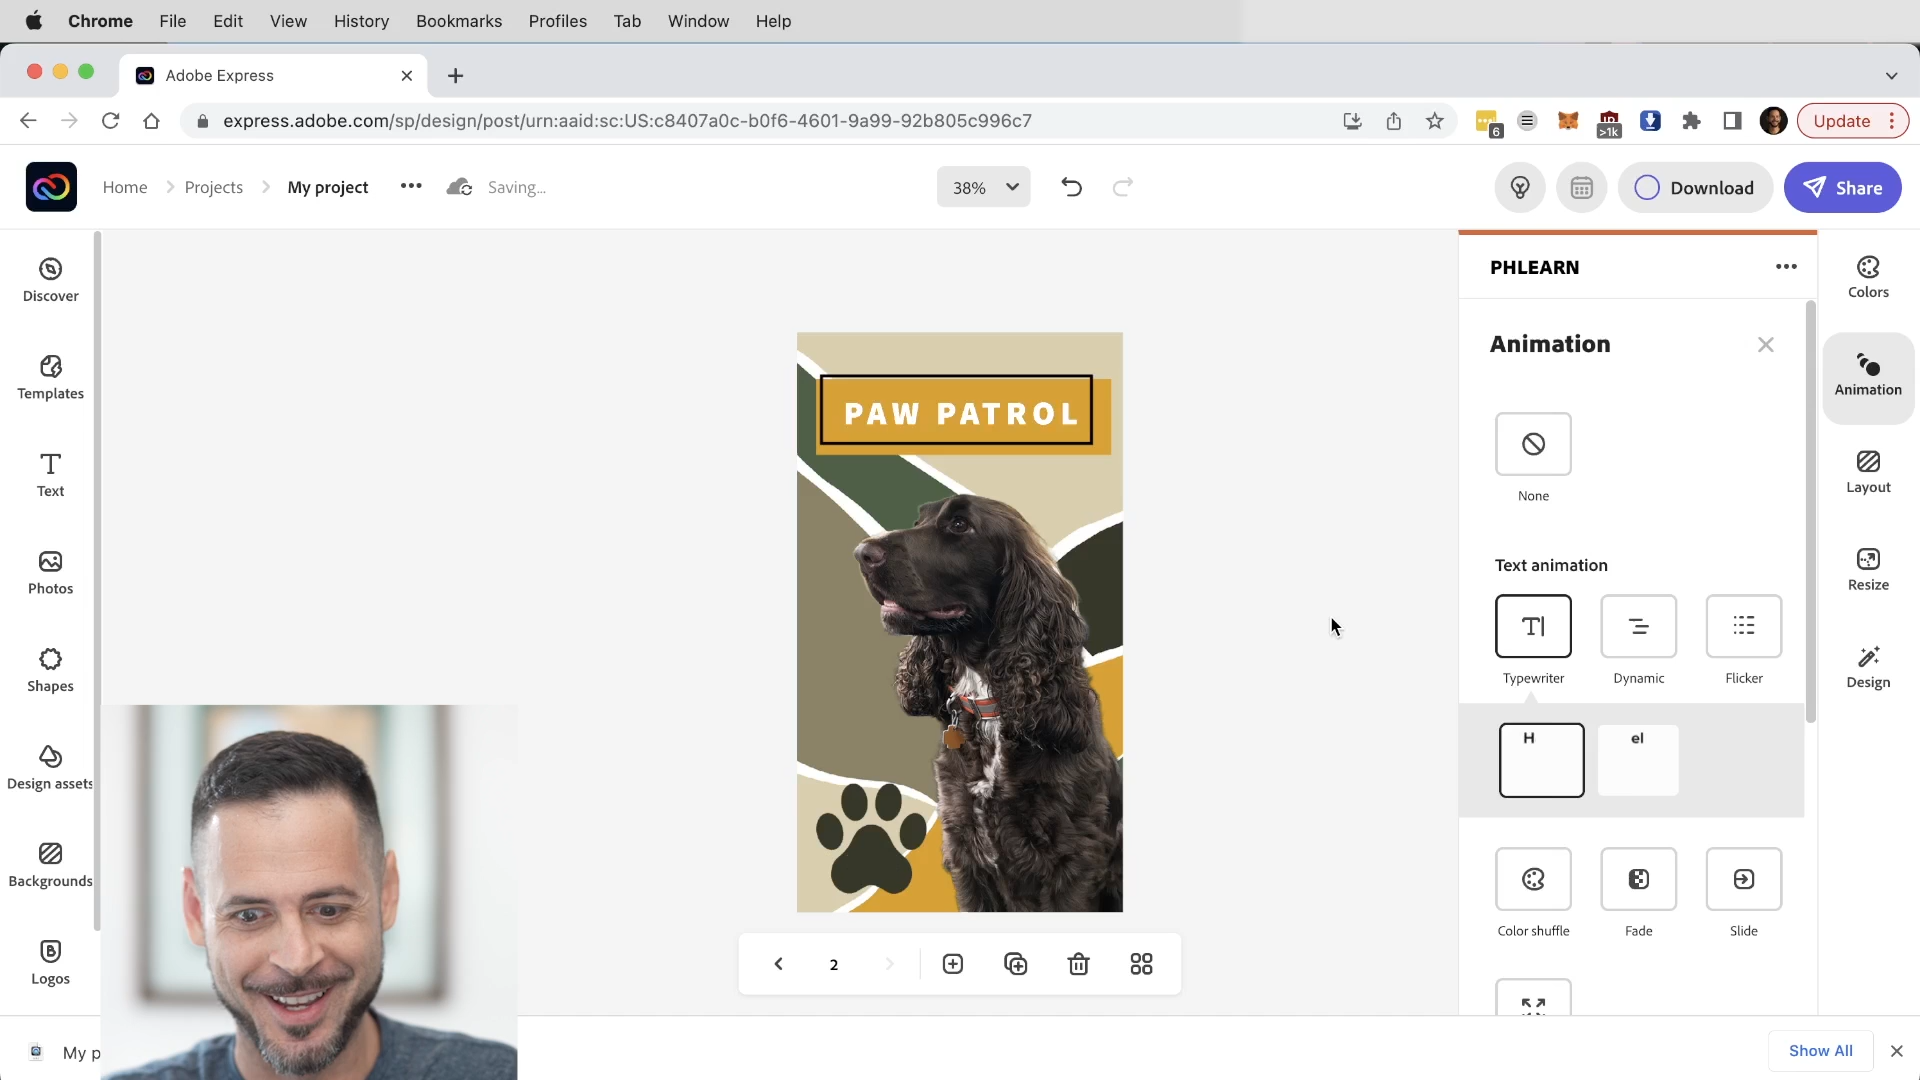 Chrome File Edit View History Bookmarks Profiles Tab Window Help
Adobe Express
express.adobe.com/sp/design/post/urn:aaid:sc:US:c8407a0c-b0f6-4601-9a99-92b805c996c7
6
>1k
Update
Home Projects My project ••• Saving...
38%
Download
Share
Discover
Templates
Text
Photos
Shapes
Design assets
Backgrounds
Logos
PAW PATROL
2
PHLEARN
Animation
None
Text animation
Typewriter Dynamic Flicker
H el
Color shuffle Fade Slide
Colors
Animation
Layout
Resize
Design
My p
Show All